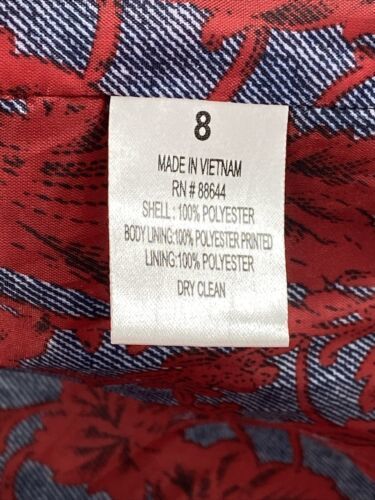 8
MADE IN VIETNAM
RN # 88644
SHELL : 100% POLYESTER
BODY LINING:100% POLYESTER PRINTED
LINING:100% POLYESTER
DRY CLEAN